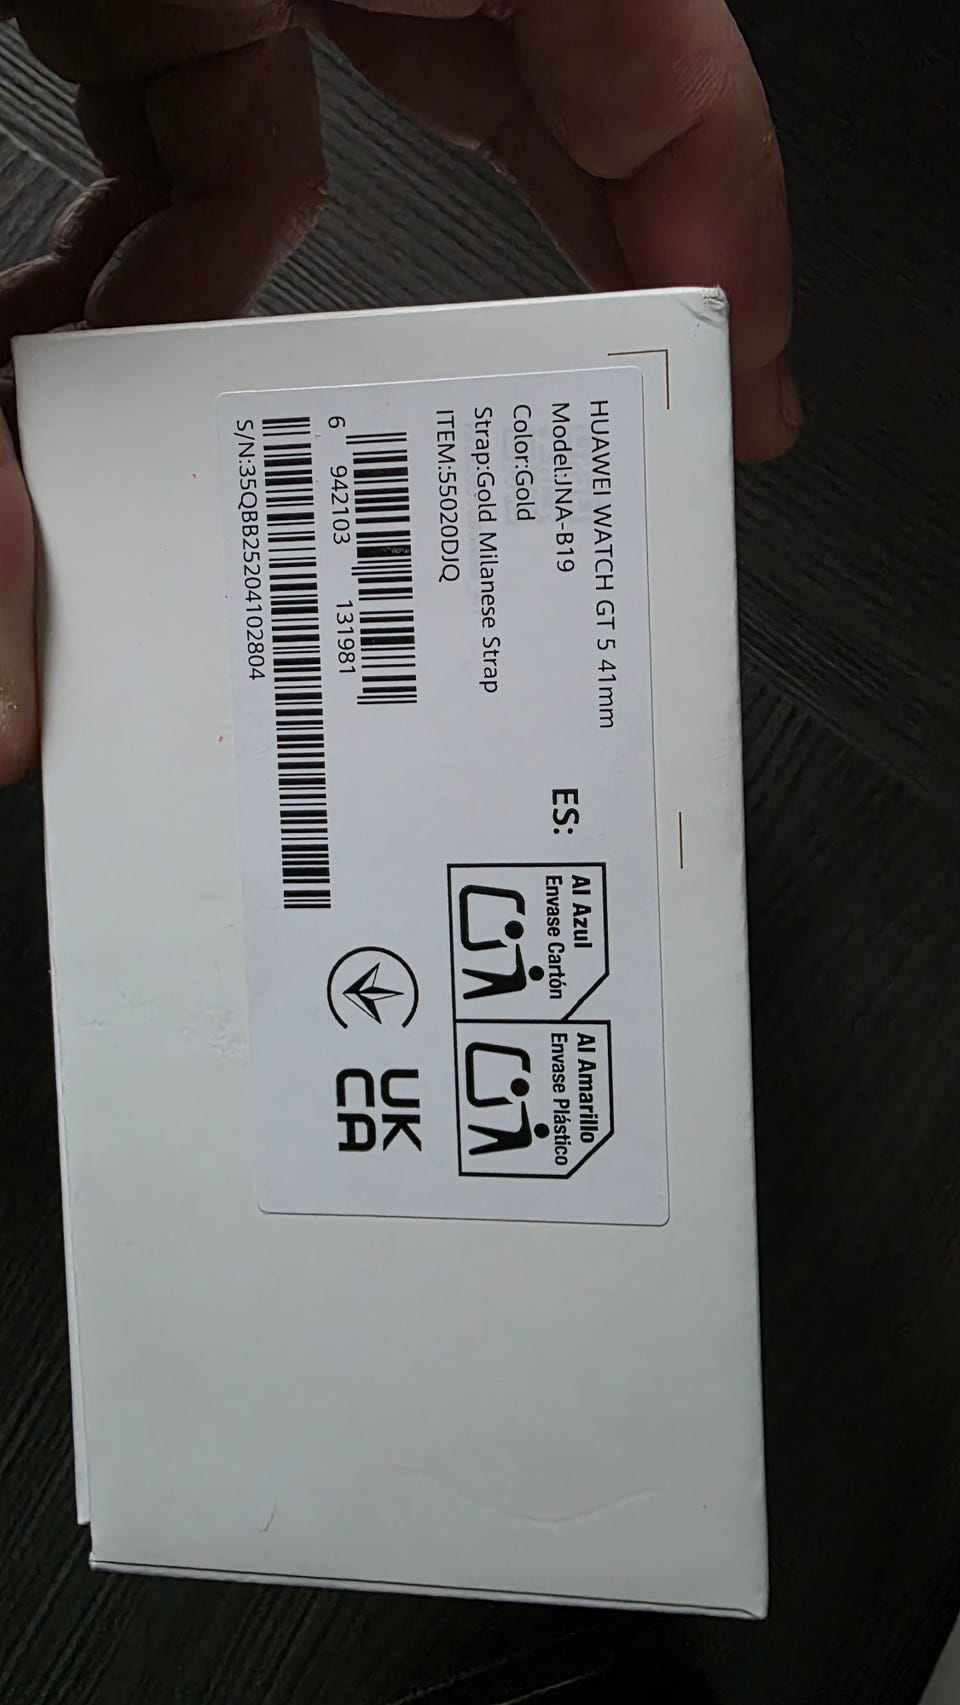 HUAWEI WATCH GT 5 41mm
Model:JNA-B19
Color:Gold
Strap:Gold Milanese Strap
ITEM:55020DJQ
6 942103 131981
S/N:35QBB25204102804
ES:
Al Azul
Envase Cartón
Al Amarillo
Envase Plástico
UK
CA